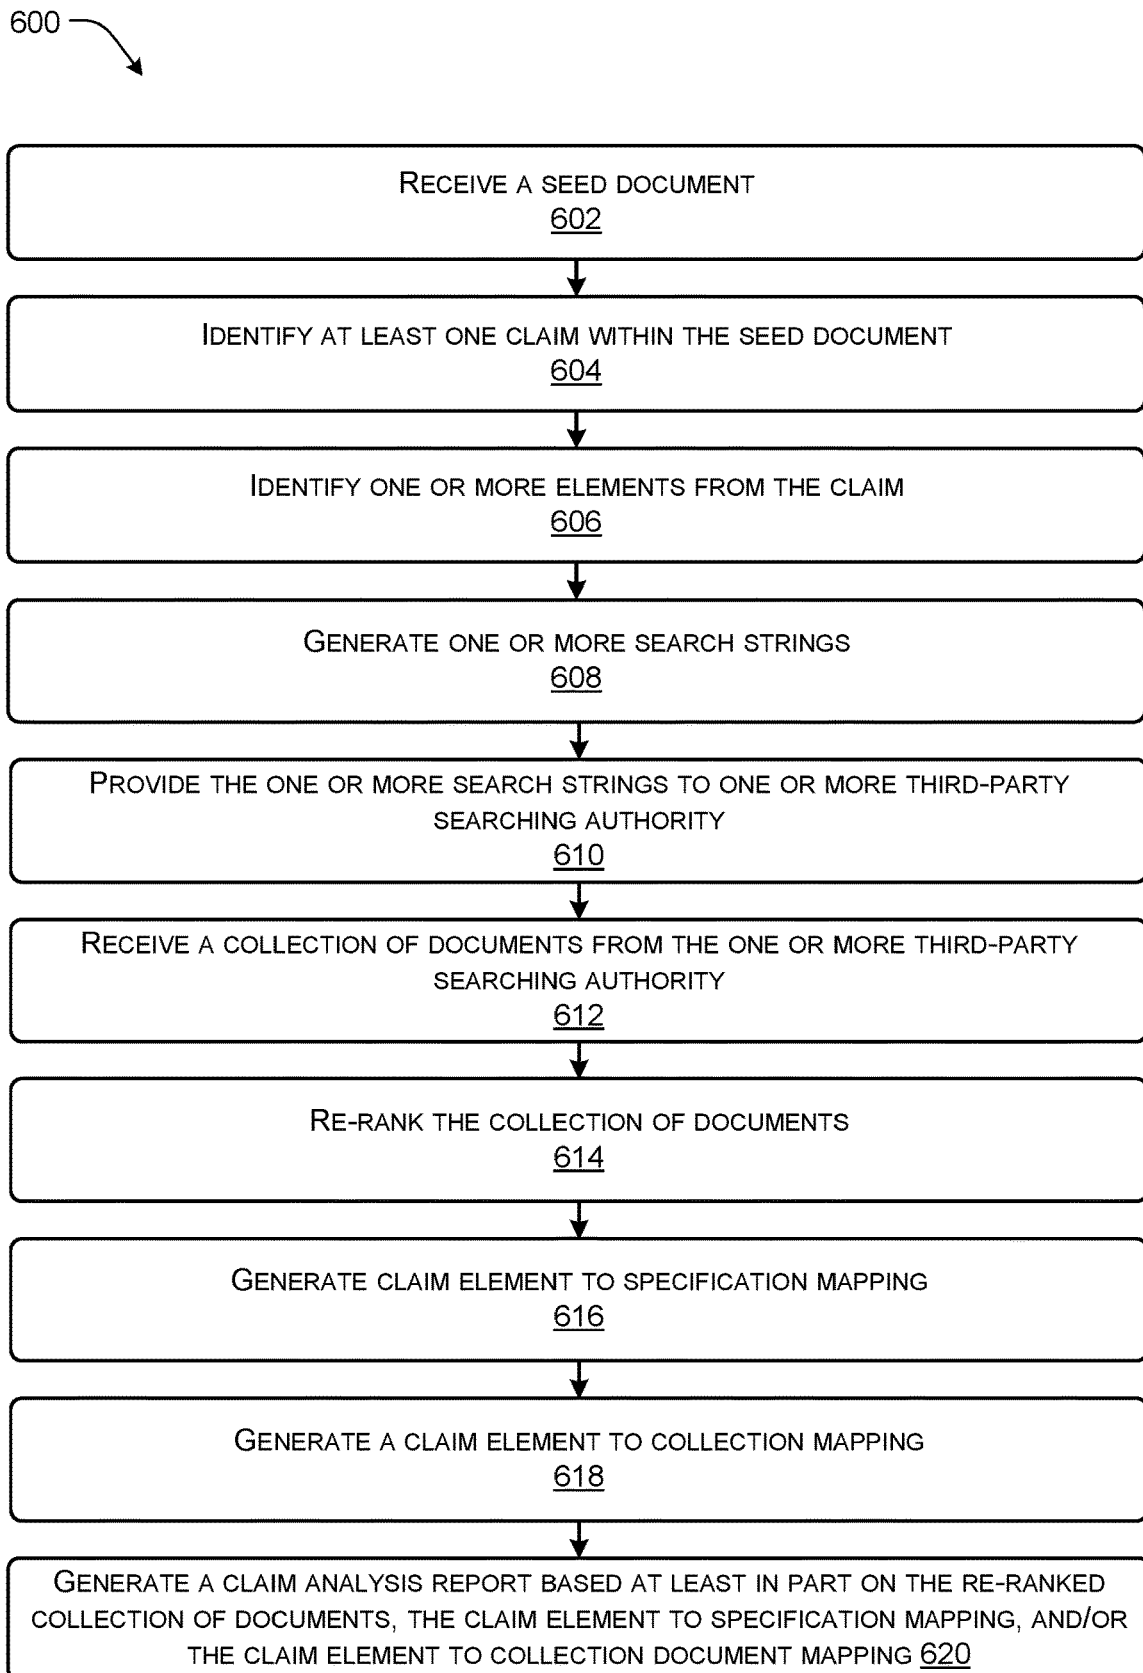 600
RECEIVE A SEED DOCUMENT
602
IDENTIFY AT LEAST ONE CLAIM WITHIN THE SEED DOCUMENT
604
IDENTIFY ONE OR MORE ELEMENTS FROM THE CLAIM
606
GENERATE ONE OR MORE SEARCH STRINGS
608
PROVIDE THE ONE OR MORE SEARCH STRINGS TO ONE OR MORE THIRD-PARTY
SEARCHING AUTHORITY
610
RECEIVE A COLLECTION OF DOCUMENTS FROM THE ONE OR MORE THIRD-PARTY
SEARCHING AUTHORITY
612
RE-RANK THE COLLECTION OF DOCUMENTS
614
GENERATE CLAIM ELEMENT TO SPECIFICATION MAPPING
616
GENERATE A CLAIM ELEMENT TO COLLECTION MAPPING
618
GENERATE A CLAIM ANALYSIS REPORT BASED AT LEAST IN PART ON THE RE-RANKED
COLLECTION OF DOCUMENTS, THE CLAIM ELEMENT TO SPECIFICATION MAPPING, AND/OR
THE CLAIM ELEMENT TO COLLECTION DOCUMENT MAPPING 620